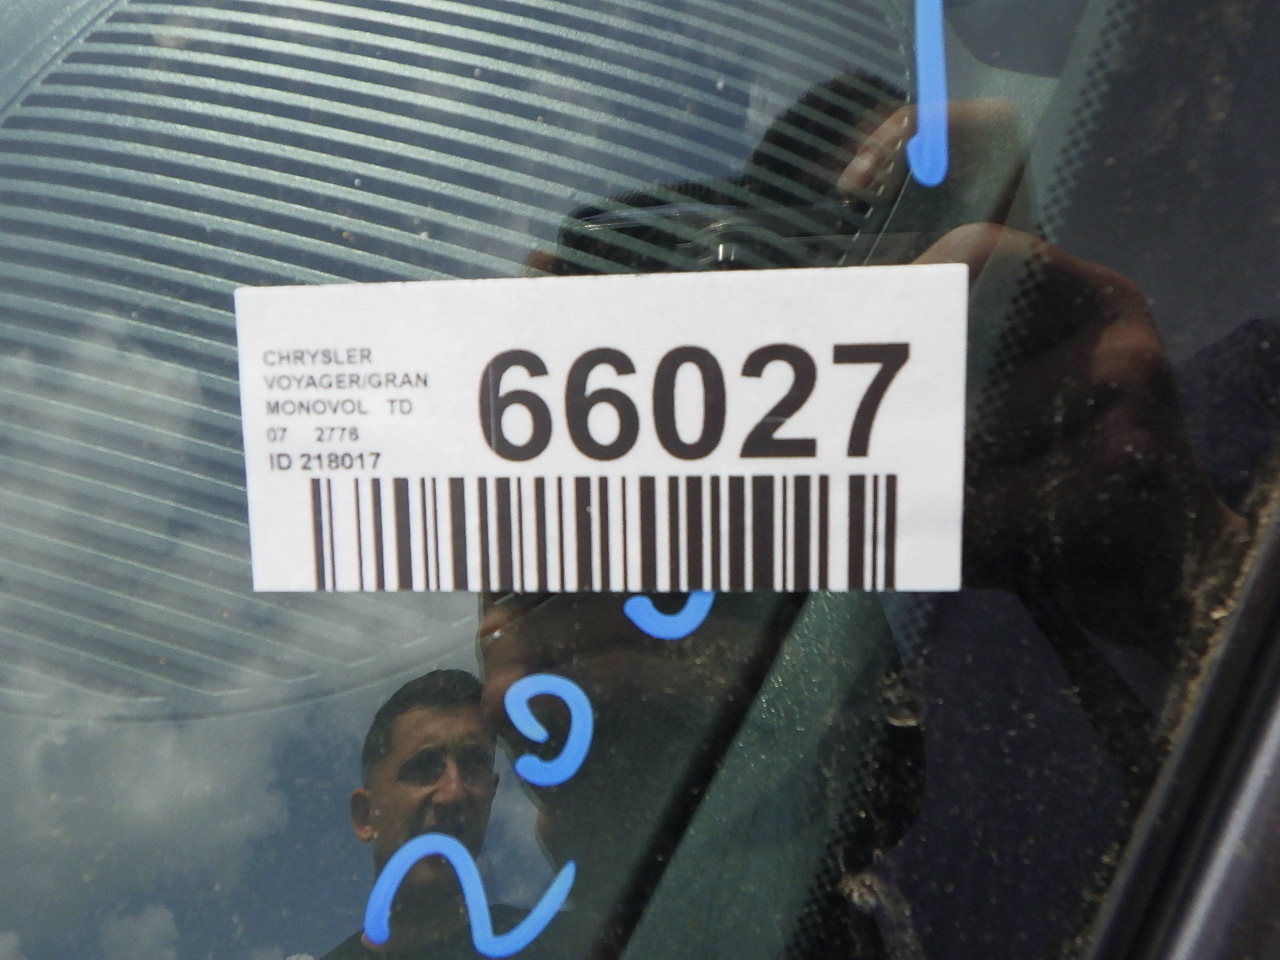 CHRYSLER
VOYAGER/GRAN
MONOVOL TD
07 2776
ID 218017
66027